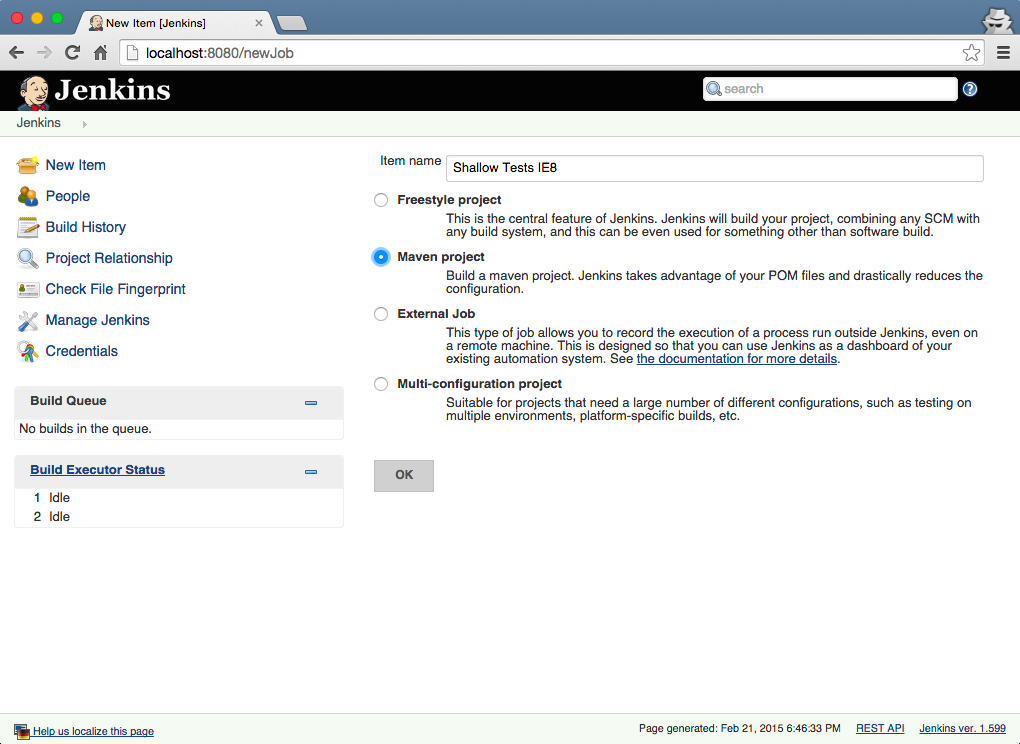 New Item [Jenkins]
localhost:8080/newJob
Jenkins
search
?
Jenkins
New Item
People
Build History
Project Relationship
Check File Fingerprint
Manage Jenkins
Credentials
Build Queue
No builds in the queue.
Build Executor Status
1 Idle
2 Idle
Item name Shallow Tests IE8
Freestyle project
This is the central feature of Jenkins. Jenkins will build your project, combining any SCM with
any build system, and this can be even used for something other than software build.
Maven project
Build a maven project. Jenkins takes advantage of your POM files and drastically reduces the
configuration.
External Job
This type of job allows you to record the execution of a process run outside Jenkins, even on
a remote machine. This is designed so that you can use Jenkins as a dashboard of your
existing automation system. See the documentation for more details.
Multi-configuration project
Suitable for projects that need a large number of different configurations, such as testing on
multiple environments, platform-specific builds, etc.
OK
Help us localize this page
Page generated: Feb 21, 2015 6:46:33 PM REST API Jenkins ver. 1.599